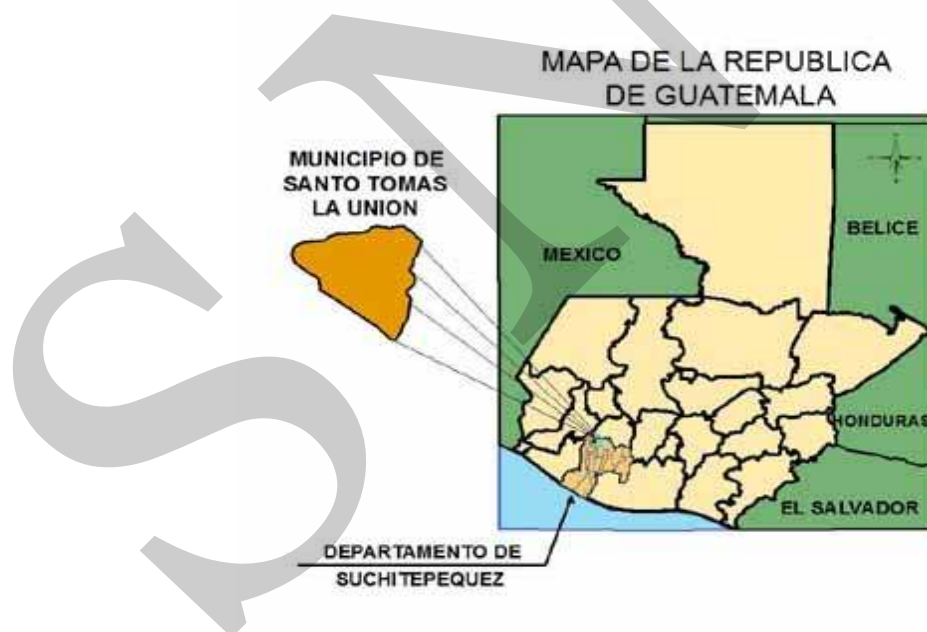 MAPA DE LA REPUBLICA
DE GUATEMALA
MUNICIPIO DE
SANTO TOMAS
LA UNION
MEXICO
BELICE
HONDURAS
EL SALVADOR
DEPARTAMENTO DE
SUCHITEPEQUEZ